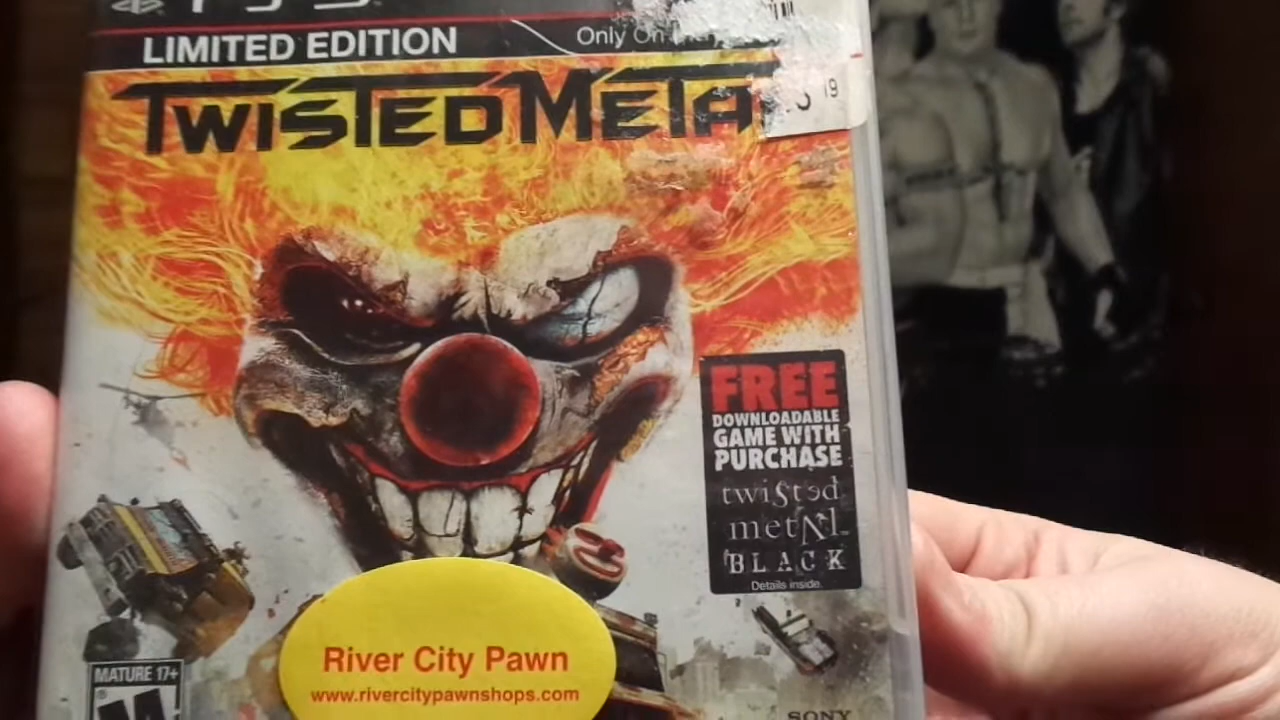 LIMITED EDITION
Only On
TWISTED META
19
FREE
DOWNLOADABLE
GAME WITH
PURCHASE
twisted
metal
BLACK
Details inside.
River City Pawn
www.rivercitypawnshops.com
MATURE 17+
M
SONY